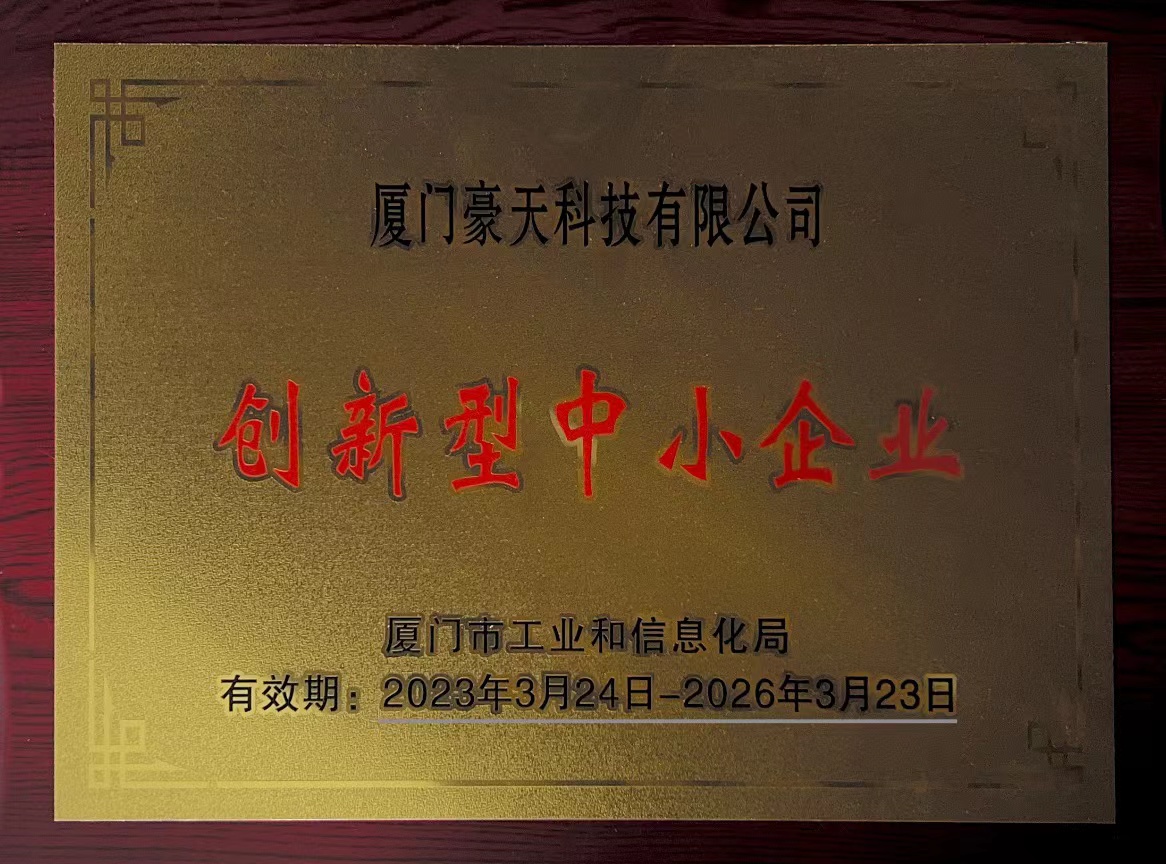 厦门豪天科技有限公司
创新型中小企业
厦门市工业和信息化局
有效期：2023年3月24日-2026年3月23日